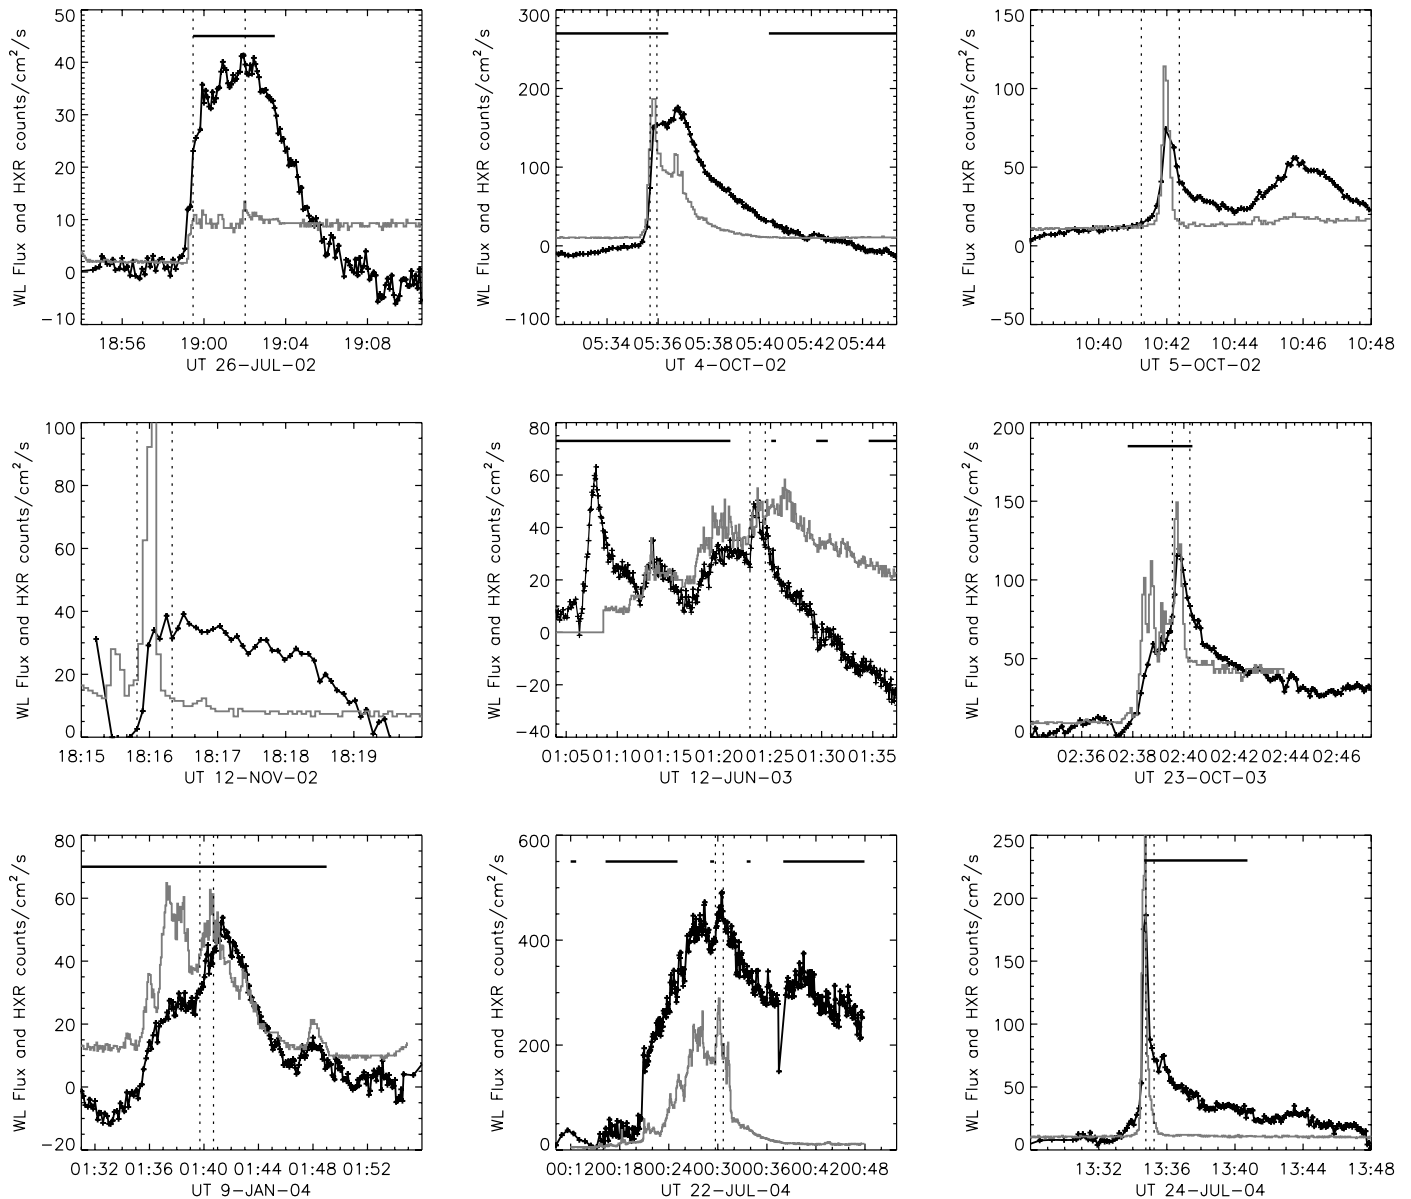 WL Flux and HXR counts/cm²/s
50
40
30
20
10
0
−10
18:56 19:00 19:04 19:08
UT 26−JUL−02
WL Flux and HXR counts/cm²/s
300
200
100
0
−100
05:34 05:36 05:38 05:40 05:42 05:44
UT 4−OCT−02
WL Flux and HXR counts/cm²/s
150
100
50
0
−50
10:40 10:42 10:44 10:46 10:48
UT 5−OCT−02
WL Flux and HXR counts/cm²/s
100
80
60
40
20
0
18:15 18:16 18:17 18:18 18:19
UT 12−NOV−02
WL Flux and HXR counts/cm²/s
80
60
40
20
0
−20
−40
01:05 01:10 01:15 01:20 01:25 01:30 01:35
UT 12−JUN−03
WL Flux and HXR counts/cm²/s
200
150
100
50
0
02:36 02:38 02:40 02:42 02:44 02:46
UT 23−OCT−03
WL Flux and HXR counts/cm²/s
80
60
40
20
0
−20
01:32 01:36 01:40 01:44 01:48 01:52
UT 9−JAN−04
WL Flux and HXR counts/cm²/s
600
400
200
0
00:12 00:18 00:24 00:30 00:36 00:42 00:48
UT 22−JUL−04
WL Flux and HXR counts/cm²/s
250
200
150
100
50
0
13:32 13:36 13:40 13:44 13:48
UT 24−JUL−04